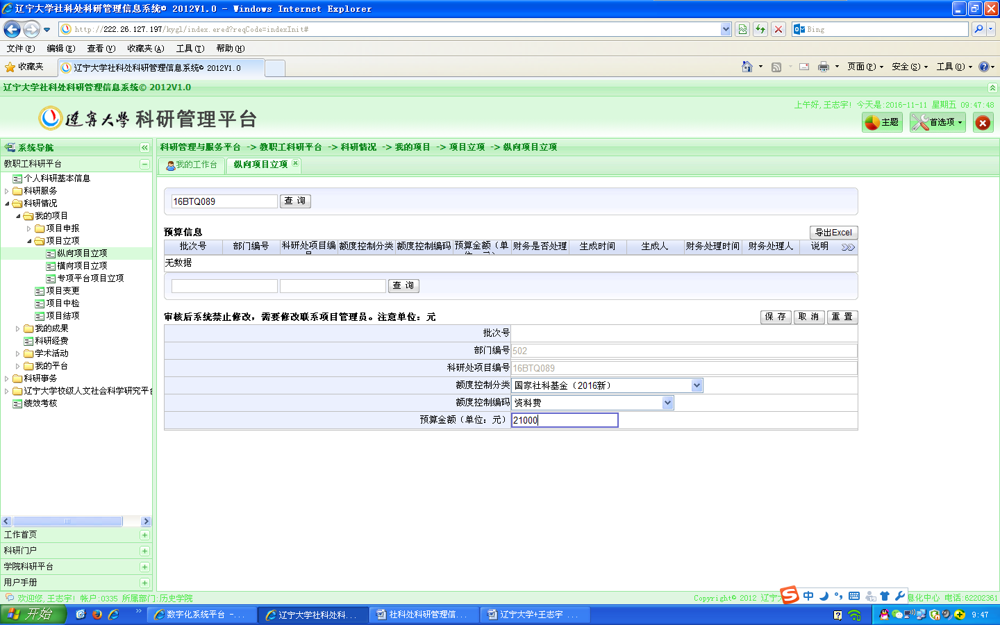 辽宁大学社科处科研管理信息系统© 2012V1.0 - Windows Internet Explorer
http://222.26.127.197/kygl/index.ered?reqCode=indexInit#
Bing
文件(F) 编辑(E) 查看(V) 收藏夹(A) 工具(T) 帮助(H)
收藏夹 辽宁大学社科处科研管理信息系统© 2012V1.0 页面(P) 安全(S) 工具(O)
辽宁大学社科处科研管理信息系统© 2012V1.0
上午好,王志宇! 今天是:2016-11-11 星期五 09:47:48
辽宁大学 科研管理平台
主题 首选项
系统导航
科研管理与服务平台 -> 教职工科研平台 -> 科研情况 -> 我的项目 -> 项目立项 -> 纵向项目立项
教职工科研平台
我的工作台 纵向项目立项
个人科研基本信息
科研服务
科研情况
我的项目
项目申报
项目立项
纵向项目立项
横向项目立项
专项平台项目立项
项目变更
项目中检
项目结项
我的成果
科研经费
学术活动
我的平台
科研事务
辽宁大学校级人文社会科学研究平台
绩效考核
工作首页
科研门户
学院科研平台
用户手册
16BTQ089 查 询
预算信息 导出Excel
批次号 部门编号 科研处项目编号 额度控制分类 额度控制编码 预算金额（单位：元） 财务是否处理 生成时间 生成人 财务处理时间 财务处理人 说明
无数据
查 询
审核后系统禁止修改，需要修改联系项目管理员。注意单位：元 保 存 取 消 重 置
批次号
部门编号 502
科研处项目编号 16BTQ089
额度控制分类 国家社科基金（2016新）
额度控制编码 资料费
预算金额（单位：元） 21000
欢迎您,王志宇! 帐户:0335 所属部门:历史学院
Copyright© 2012 辽宁大 息化中心 电话:62202361
S 中
开始 数字化系统平台 -... 辽宁大学社科处科... 社科处科研管理信... 辽宁大学+王志宇 ... 9:47